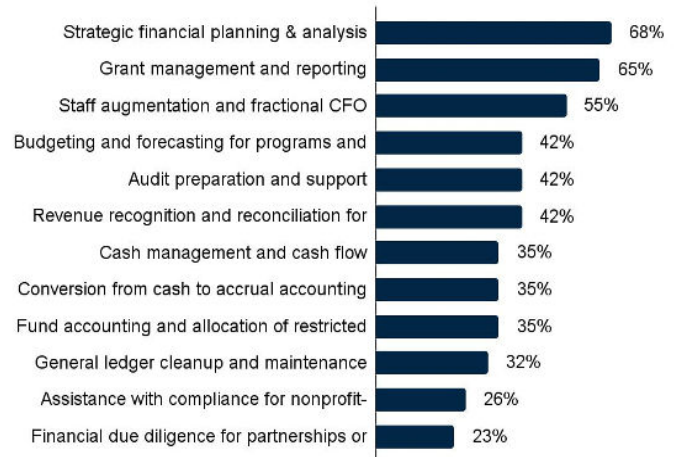 Strategic financial planning & analysis 68%
Grant management and reporting 65%
Staff augmentation and fractional CFO 55%
Budgeting and forecasting for programs and 42%
Audit preparation and support 42%
Revenue recognition and reconciliation for 42%
Cash management and cash flow 35%
Conversion from cash to accrual accounting 35%
Fund accounting and allocation of restricted 35%
General ledger cleanup and maintenance 32%
Assistance with compliance for nonprofit- 26%
Financial due diligence for partnerships or 23%